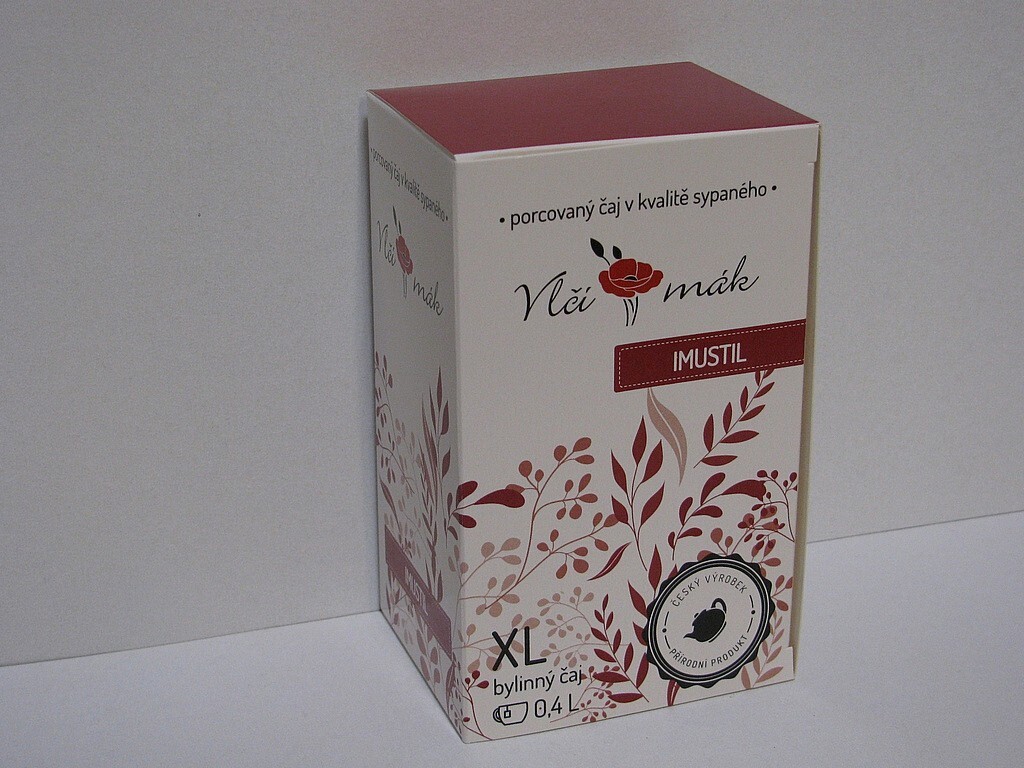 • porcovaný čaj v kvalitě sypaného •
Vlčí mák
IMUSTIL
XL
bylinný čaj
0,4 L
ČESKÝ VÝROBEK
PŘÍRODNÍ PRODUKT
• porcovaný čaj v kvalitě sypaného •
Vlčí mák
IMUSTIL